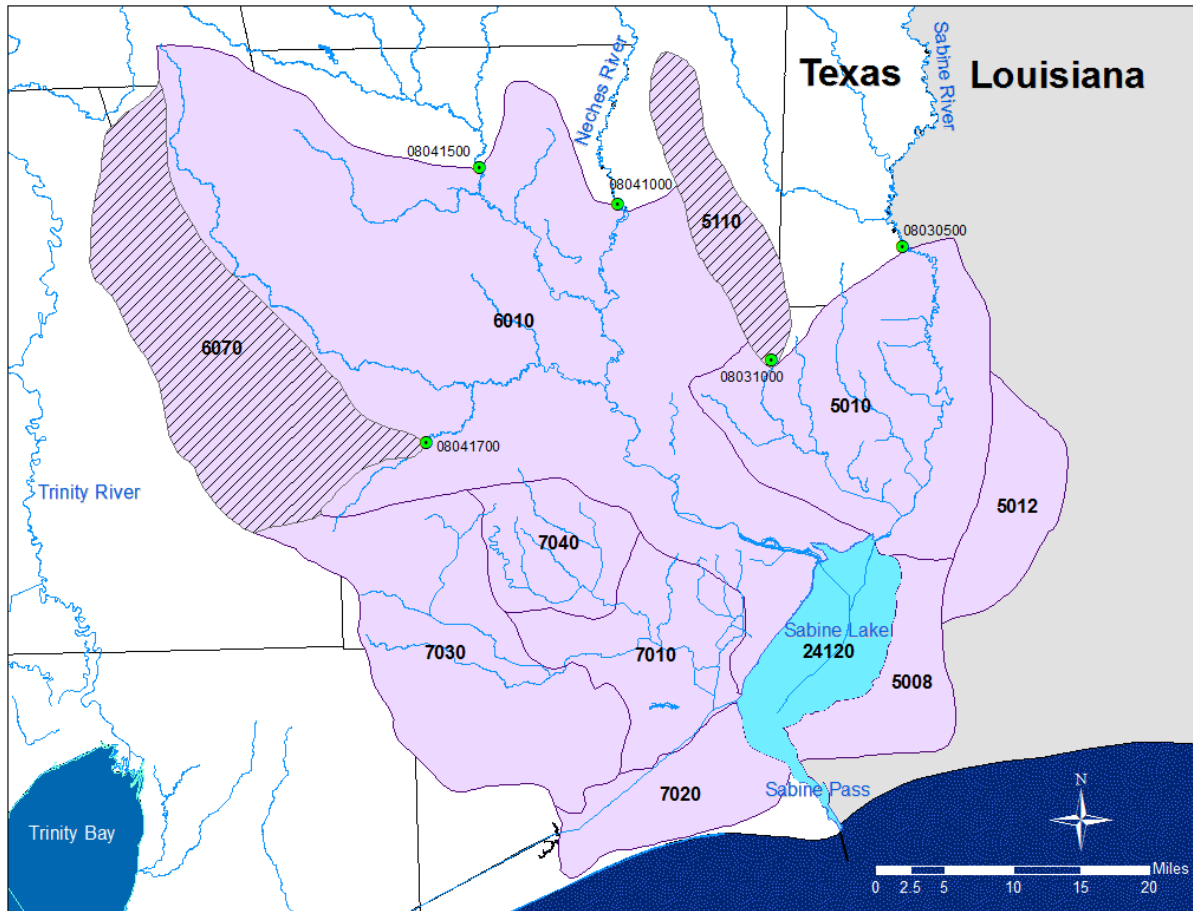 Neches River
Sabine River
Texas
Louisiana
08041500
08041000
5110
08030500
6010
6070
08031000
5010
08041700
Trinity River
5012
7040
Sabine Lake
24120
7030
7010
5008
7020
Sabine Pass
Trinity Bay
N
Miles
0 2.5 5 10 15 20